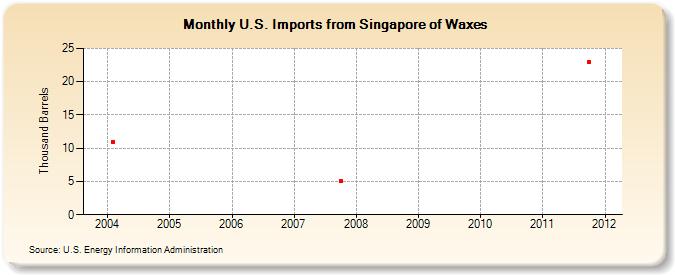 Monthly U.S. Imports from Singapore of Waxes
Thousand Barrels
25
20
15
10
5
0
2004 2005 2006 2007 2008 2009 2010 2011 2012
Source: U.S. Energy Information Administration